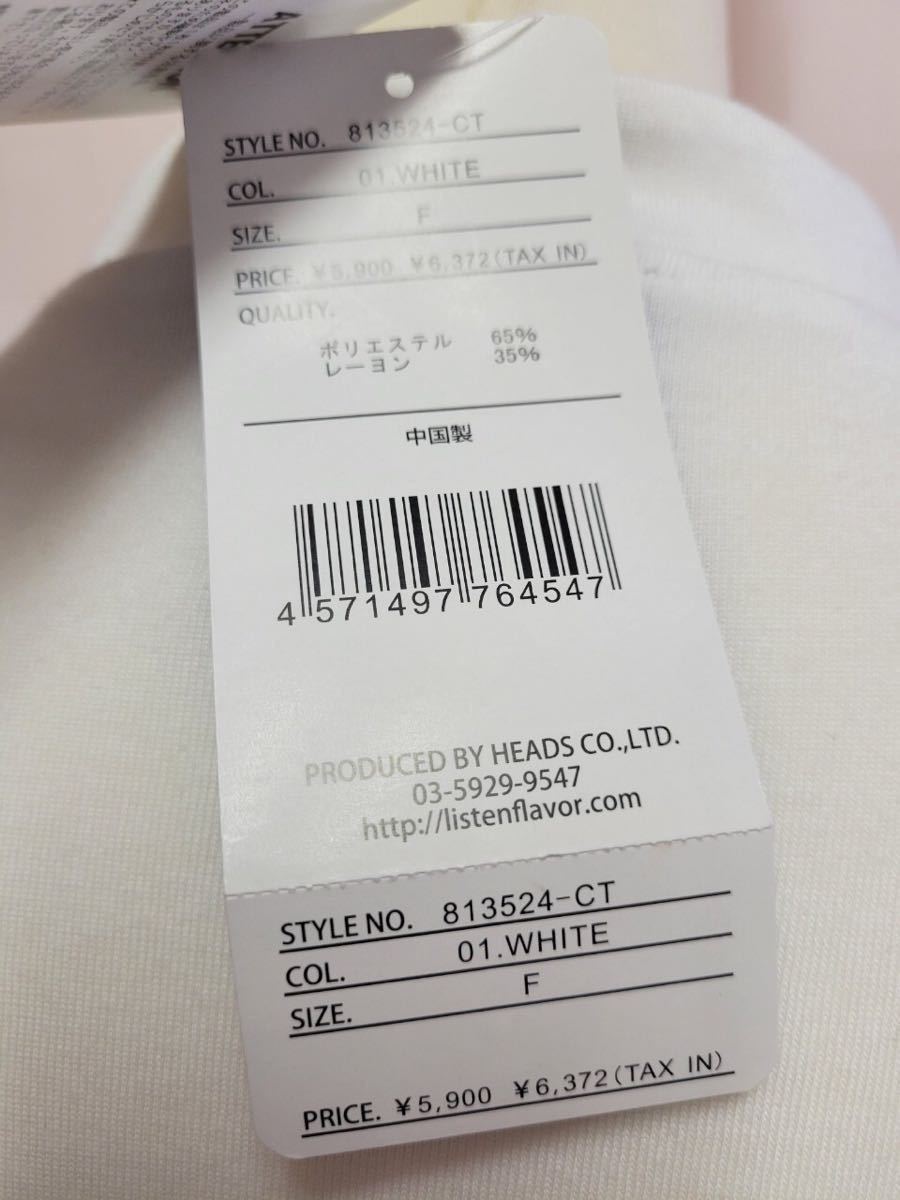 STYLE NO. 813524-CT
COL. 01.WHITE
SIZE. F
PRICE. ¥5,900 ¥6,372(TAX IN)
QUALITY.
ポリエステル 65%
レーヨン 35%
中国製
4 571497 764547
PRODUCED BY HEADS CO.,LTD.
03-5929-9547
http://listenflavor.com
STYLE NO. 813524-CT
COL. 01.WHITE
SIZE. F
PRICE. ¥5,900 ¥6,372(TAX IN)